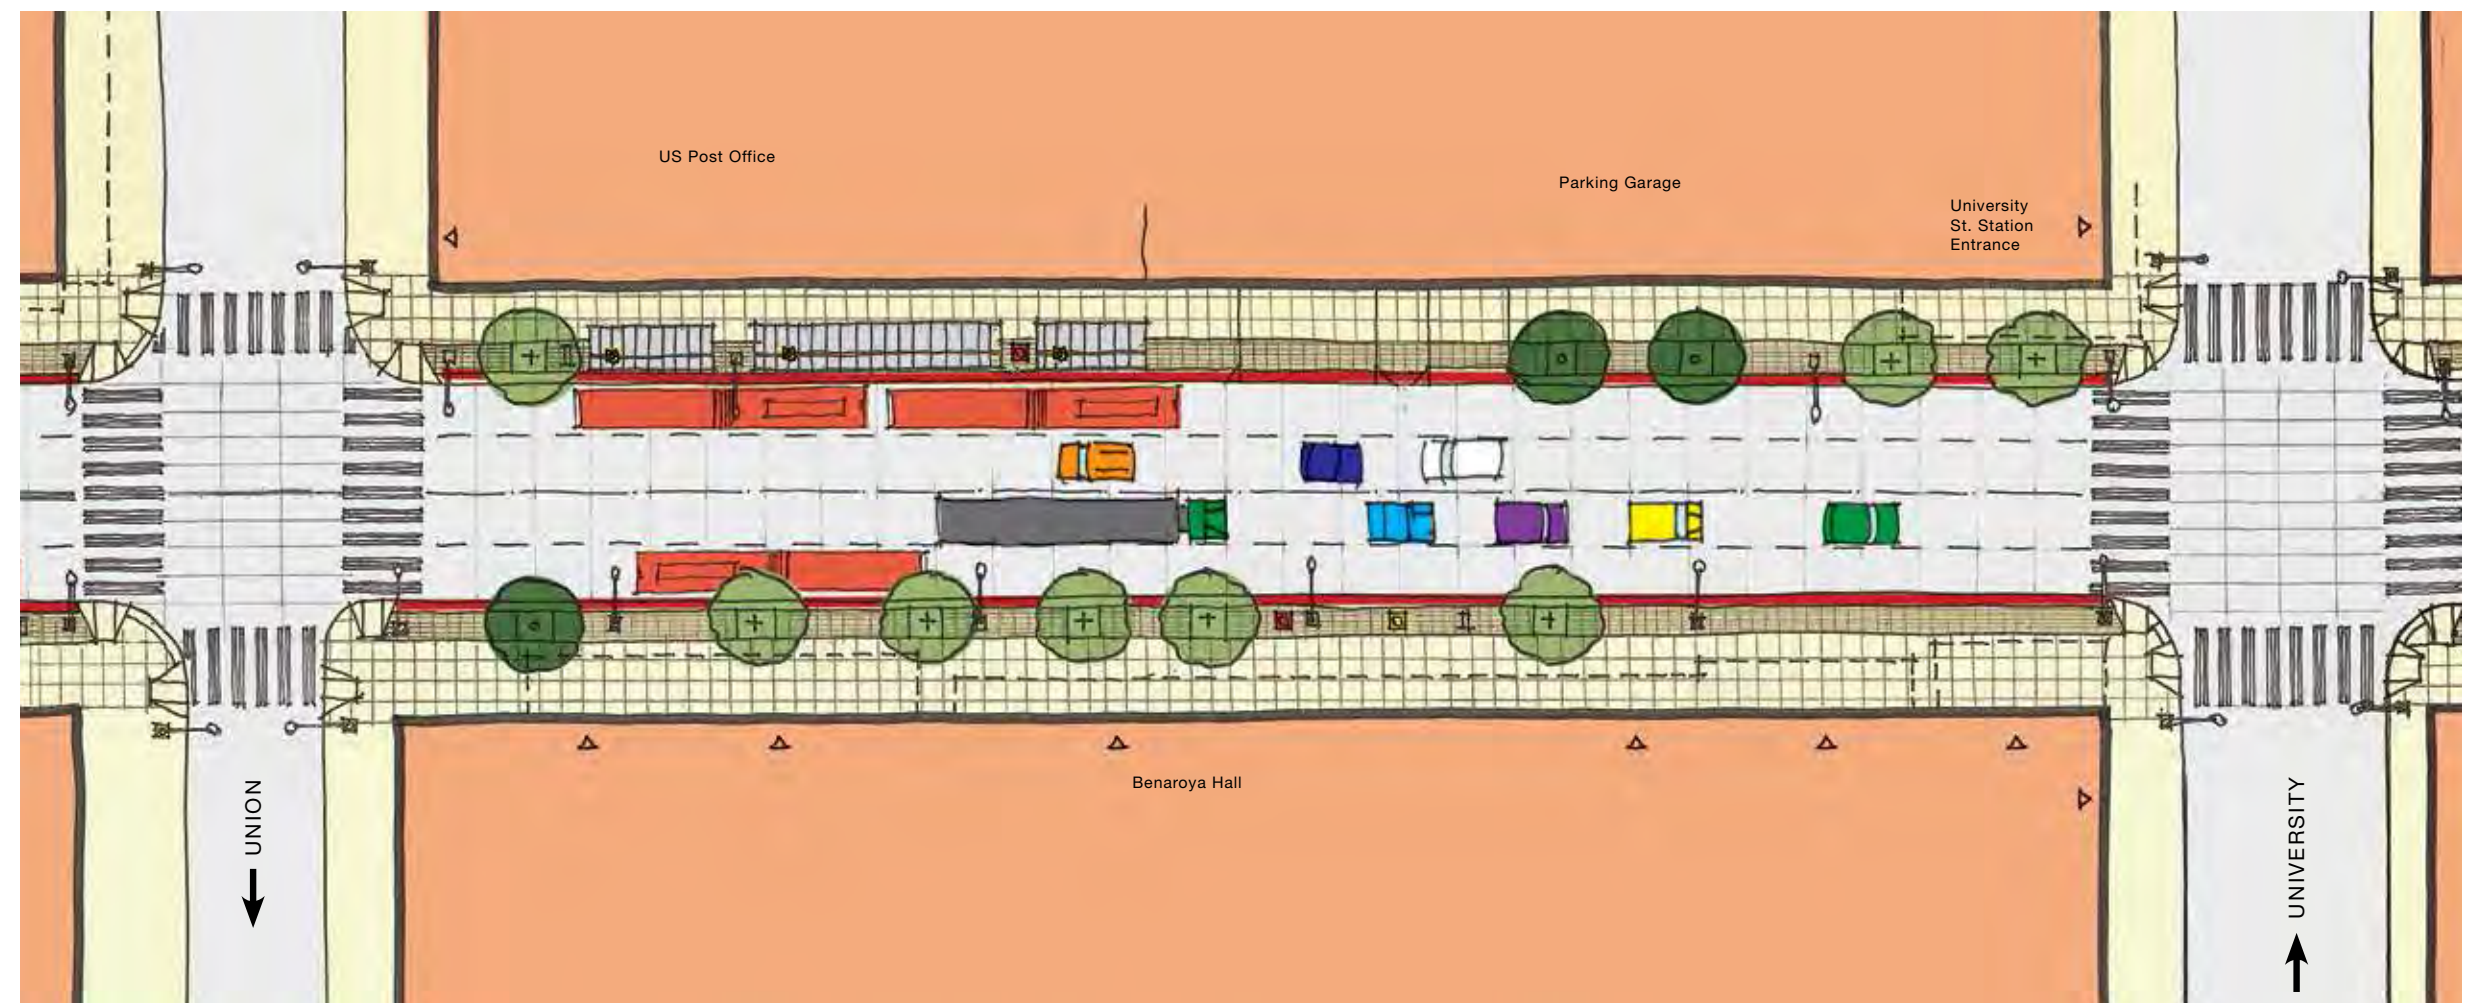 US Post Office
Parking Garage
University
St. Station
Entrance
Benaroya Hall
UNION
UNIVERSITY